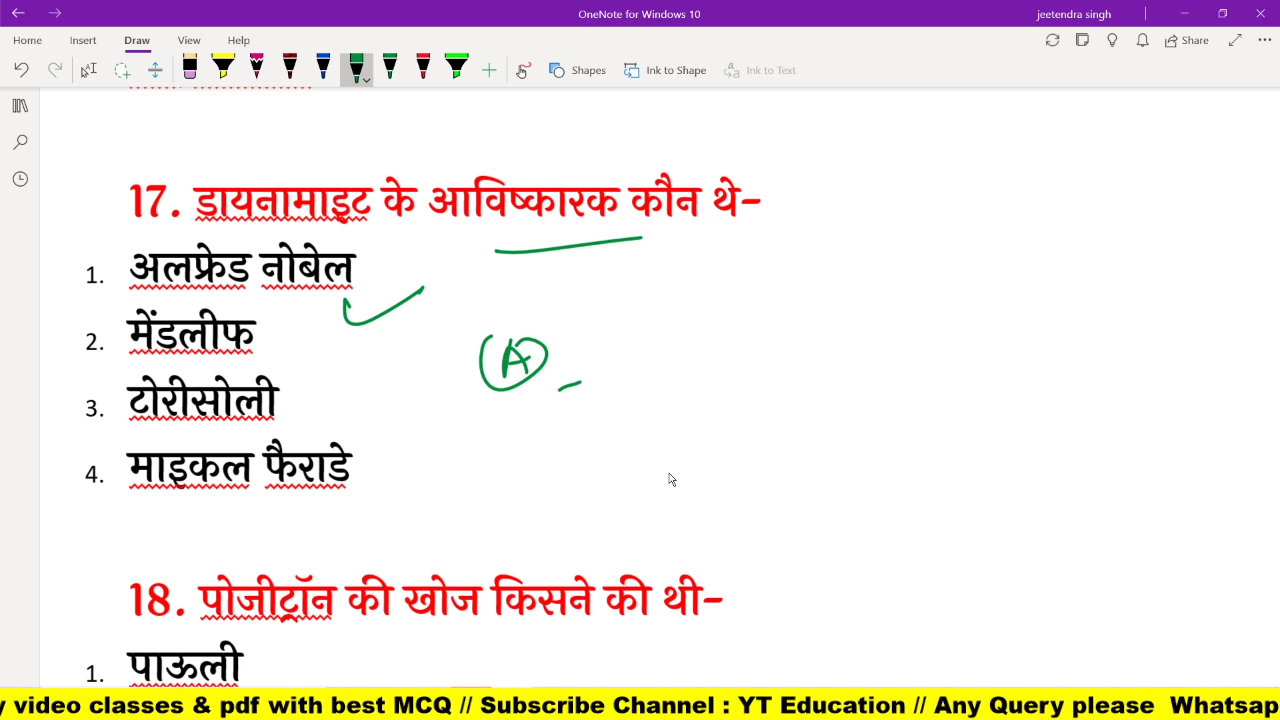 OneNote for Windows 10
jeetendra singh
Home Insert Draw View Help
Share
Shapes
Ink to Shape
Ink to Text
17. डायनामाइट के आविष्कारक कौन थे-
1. अलफ्रेड नोबेल
2. मेंडलीफ
(A)
3. टोरीसोली
4. माइकल फैराडे
18. पोजीट्रॉन की खोज किसने की थी-
1. पाऊली
y video classes & pdf with best MCQ // Subscribe Channel : YT Education // Any Query please Whatsap